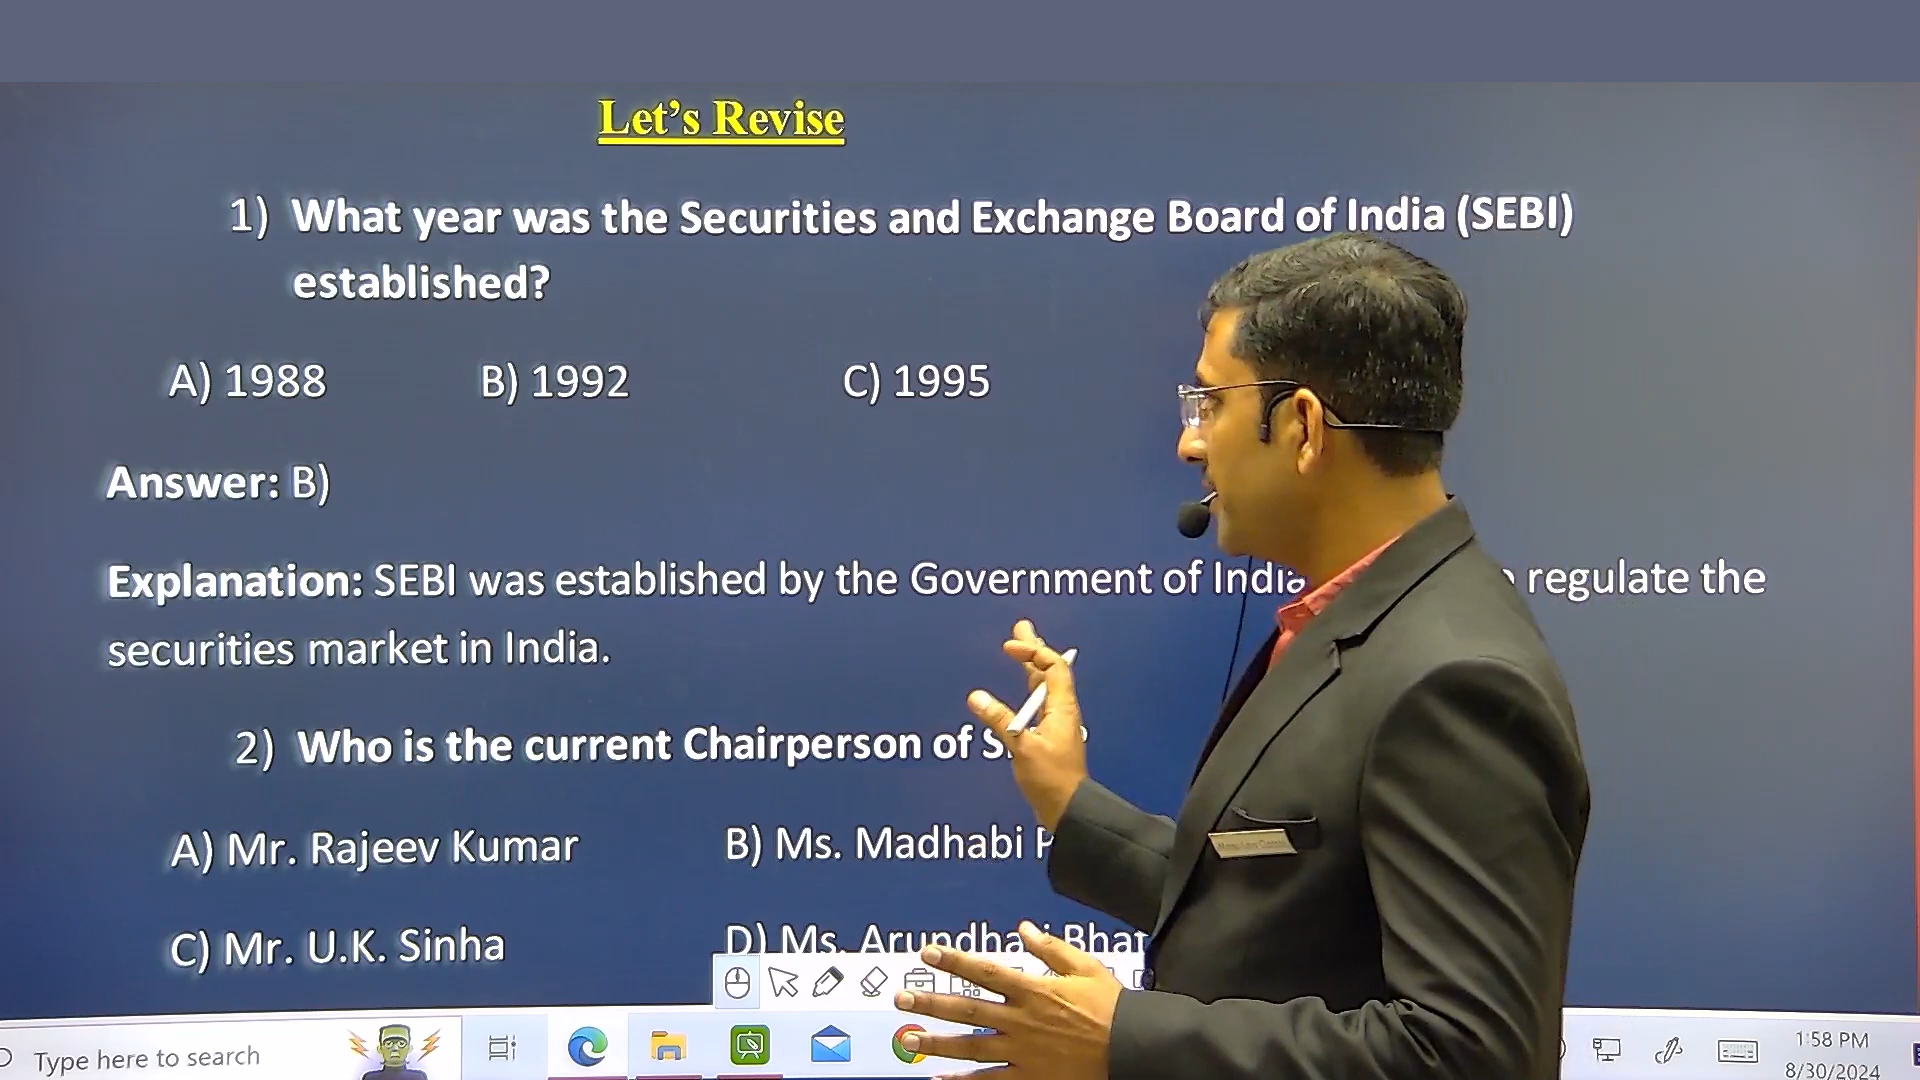 Let's Revise
1) What year was the Securities and Exchange Board of India (SEBI)
established?
A) 1988 B) 1992 C) 1995
Answer: B)
Explanation: SEBI was established by the Government of India regulate the
securities market in India.
2) Who is the current Chairperson of
A) Mr. Rajeev Kumar B) Ms. Madhabi
C) Mr. U.K. Sinha D) Ms. Arundhati Bhat
Type here to search
1:58 PM
8/30/2024